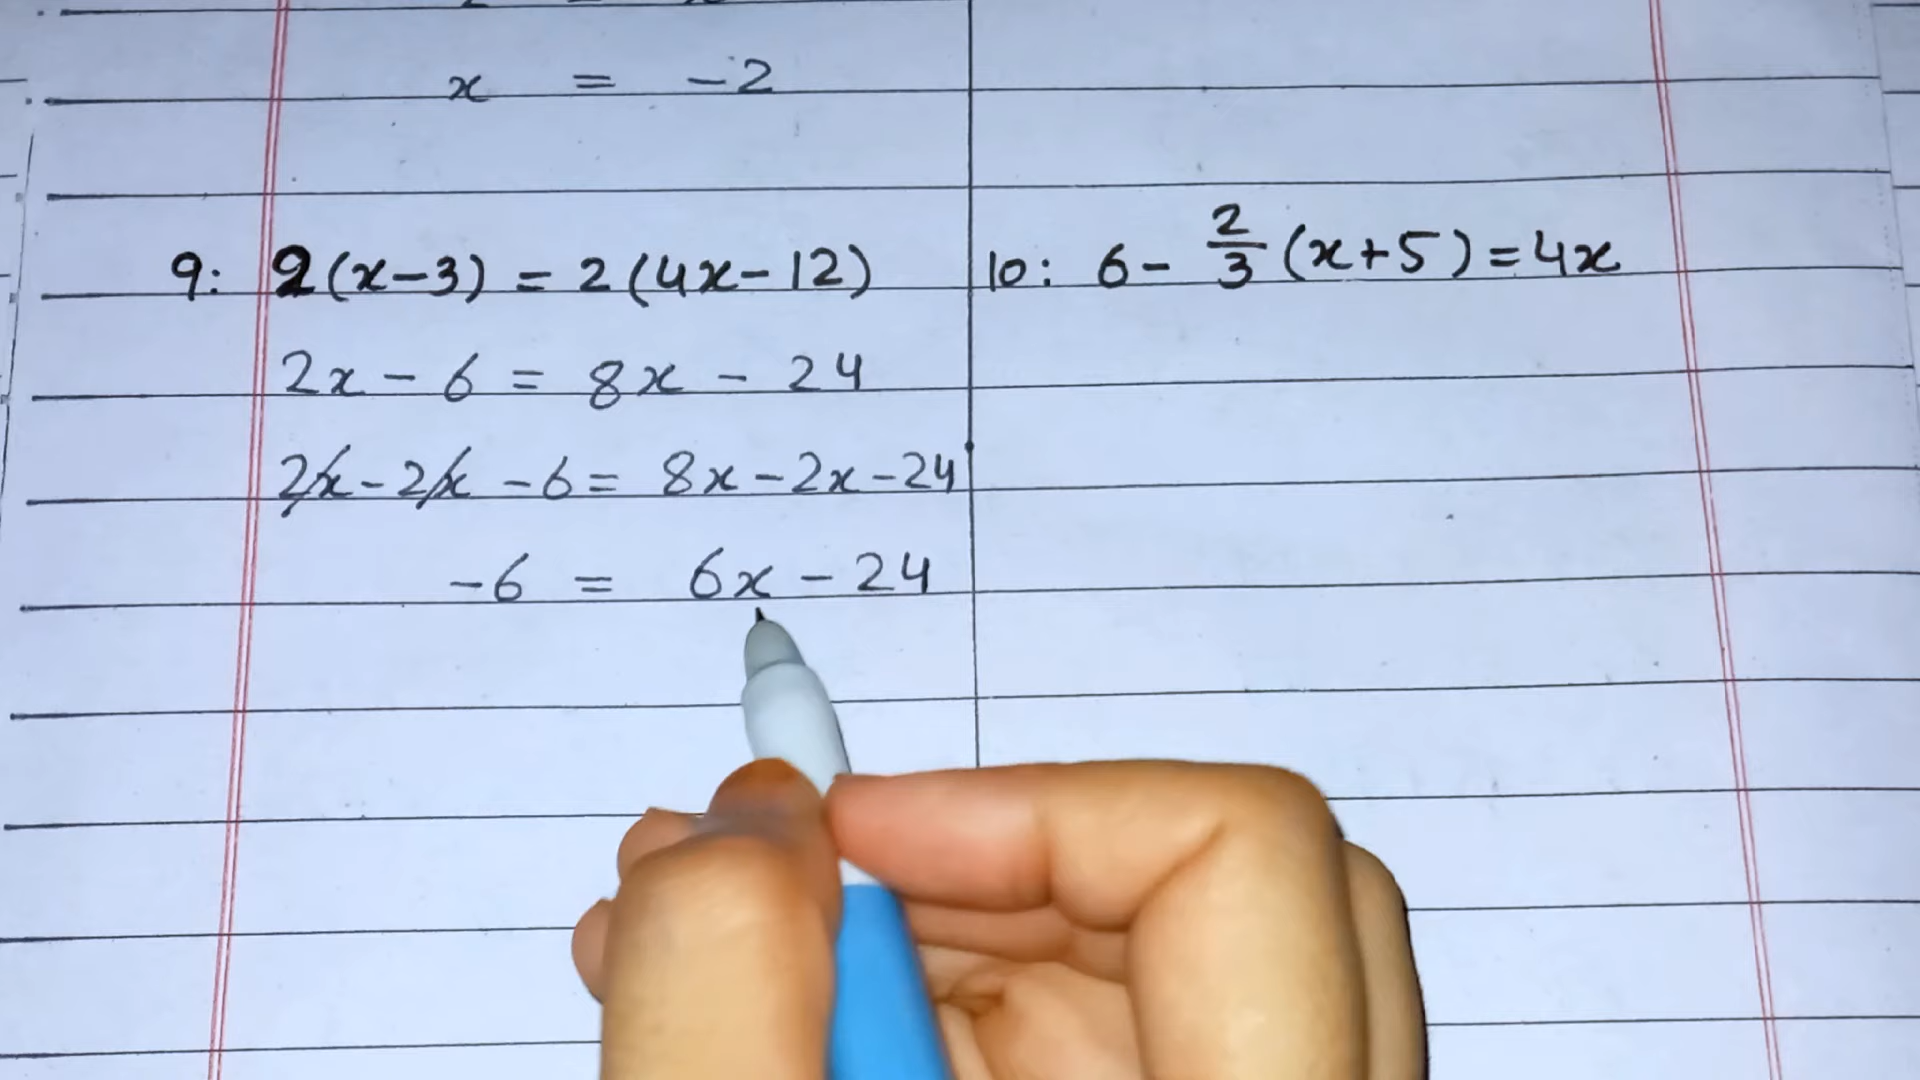 x = -2
9: 2(x-3) = 2(4x-12)
2x - 6 = 8x - 24
2x - 2x - 6 = 8x - 2x - 24
-6 = 6x - 24
10: 6 - 2/3 (x+5) = 4x